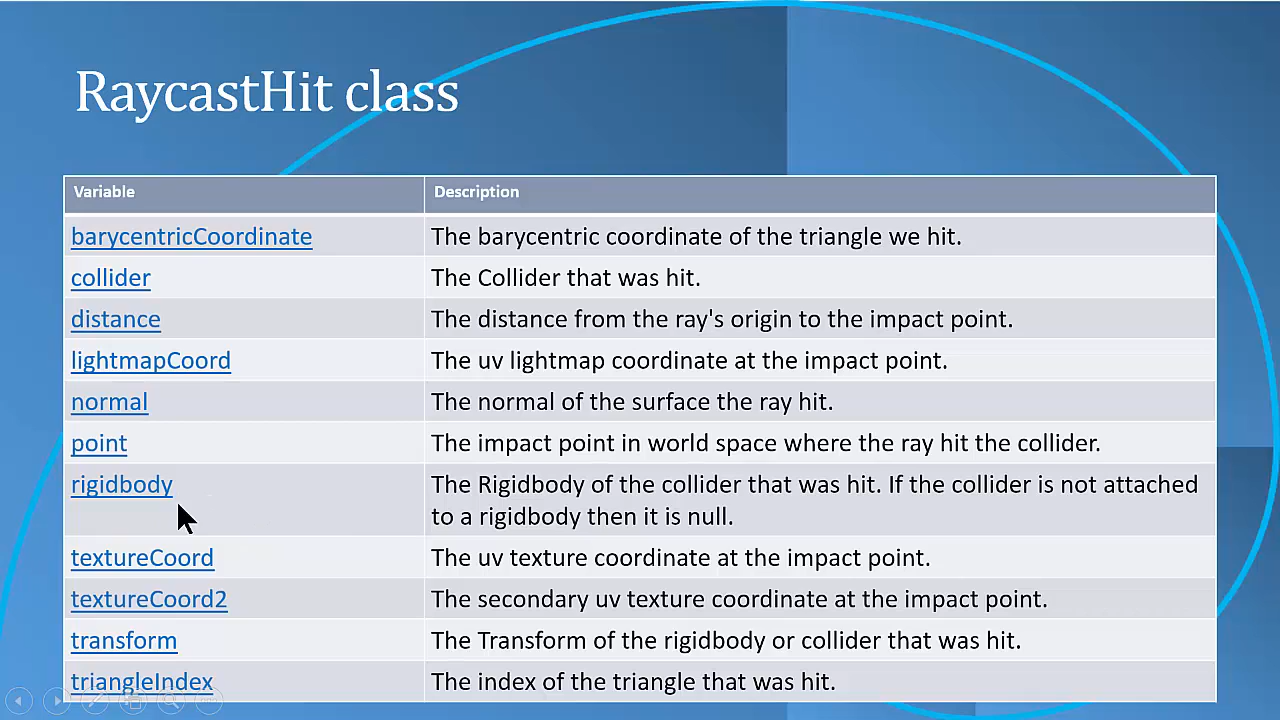 RaycastHit class
Variable Description
barycentricCoordinate The barycentric coordinate of the triangle we hit.
collider The Collider that was hit.
distance The distance from the ray's origin to the impact point.
lightmapCoord The uv lightmap coordinate at the impact point.
normal The normal of the surface the ray hit.
point The impact point in world space where the ray hit the collider.
rigidbody The Rigidbody of the collider that was hit. If the collider is not attached
to a rigidbody then it is null.
textureCoord The uv texture coordinate at the impact point.
textureCoord2 The secondary uv texture coordinate at the impact point.
transform The Transform of the rigidbody or collider that was hit.
triangleIndex The index of the triangle that was hit.